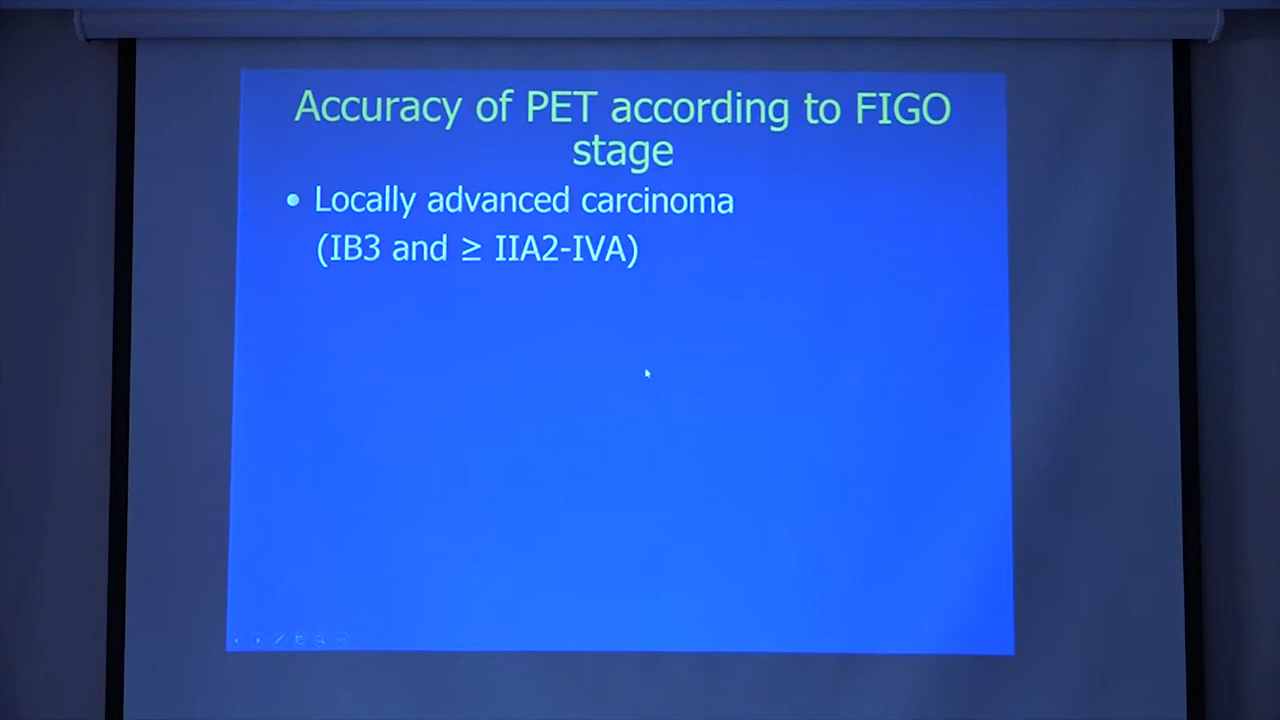 Accuracy of PET according to FIGO
stage
• Locally advanced carcinoma
(IB3 and ≥ IIA2-IVA)